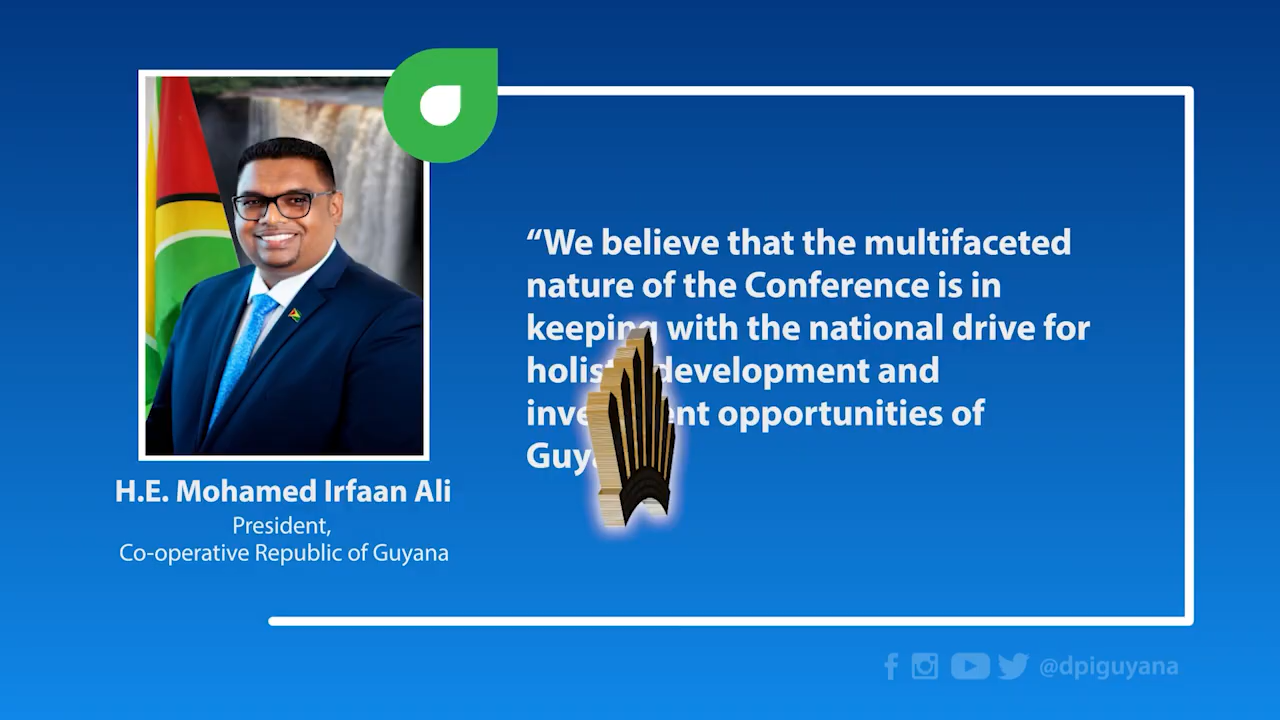 “We believe that the multifaceted
nature of the Conference is in
keeping with the national drive for
development and
opportunities of
H.E. Mohamed Irfaan Ali
President,
Co-operative Republic of Guyana
@dpiguyana